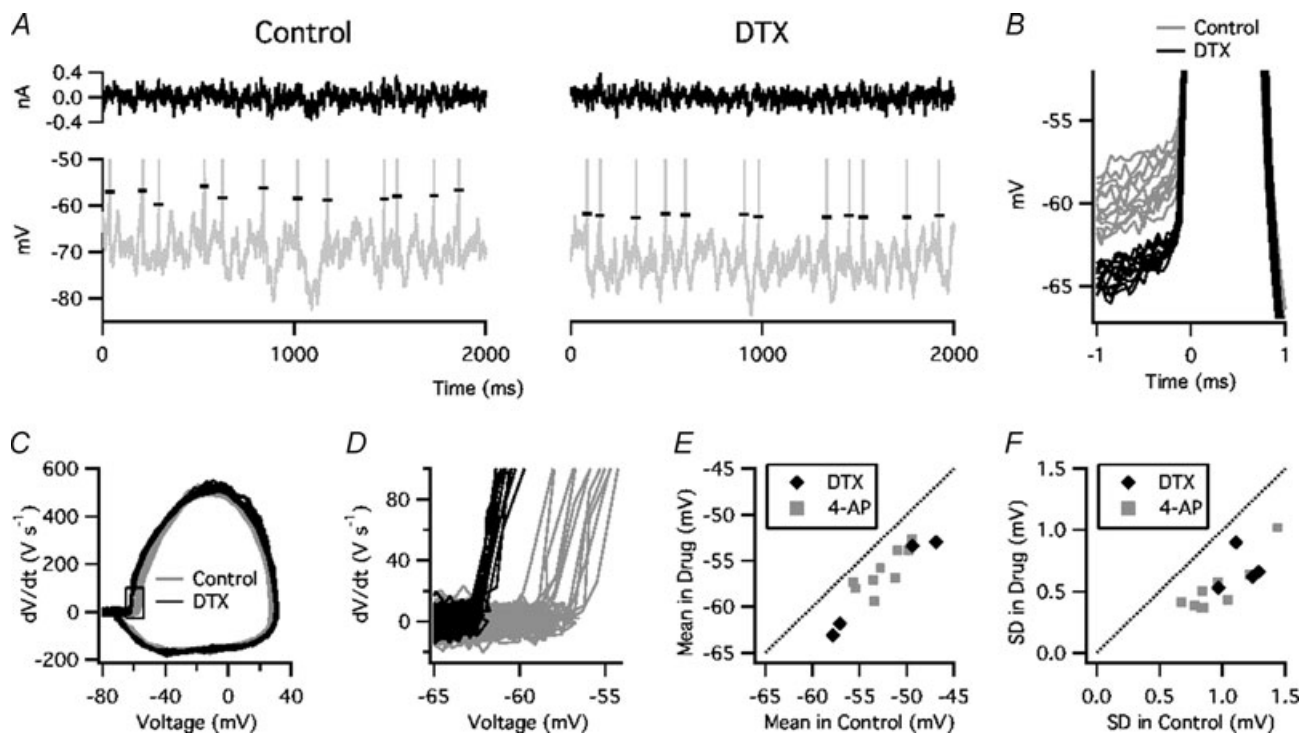 A
Control
DTX
nA
0.4
0.0
-0.4
mV
-50
-60
-70
-80
0
1000
2000
0
1000
2000
Time (ms)
B
Control
DTX
mV
-55
-60
-65
-1
0
1
Time (ms)
C
dV/dt (V s⁻¹)
600
400
200
0
-200
Control
DTX
-80
-40
0
40
Voltage (mV)
D
dV/dt (V s⁻¹)
80
40
0
-65
-60
-55
Voltage (mV)
E
Mean in Drug (mV)
-45
-50
-55
-60
-65
DTX
4-AP
-65
-60
-55
-50
-45
Mean in Control (mV)
F
SD in Drug (mV)
1.5
1.0
0.5
0.0
DTX
4-AP
0.0
0.5
1.0
1.5
SD in Control (mV)